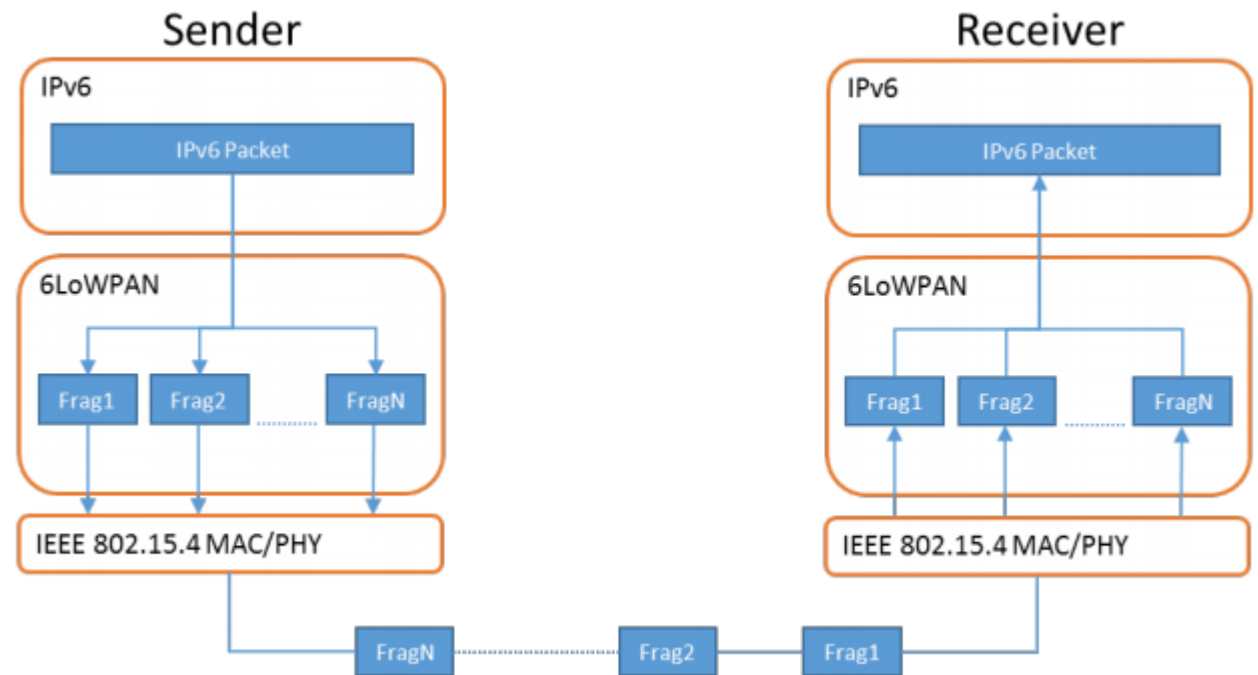 Sender
Receiver
IPv6
IPv6 Packet
IPv6
IPv6 Packet
6LoWPAN
Frag1
Frag2
FragN
6LoWPAN
Frag1
Frag2
FragN
IEEE 802.15.4 MAC/PHY
IEEE 802.15.4 MAC/PHY
FragN
Frag2
Frag1